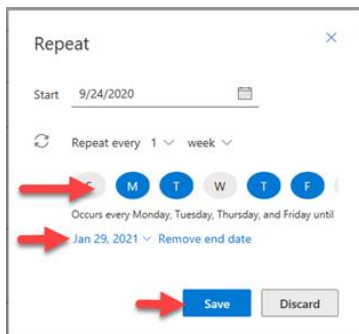 Repeat
Start 9/24/2020
Repeat every 1 week
M T W T F
Occurs every Monday, Tuesday, Thursday, and Friday until
Jan 29, 2021 Remove end date
Save Discard